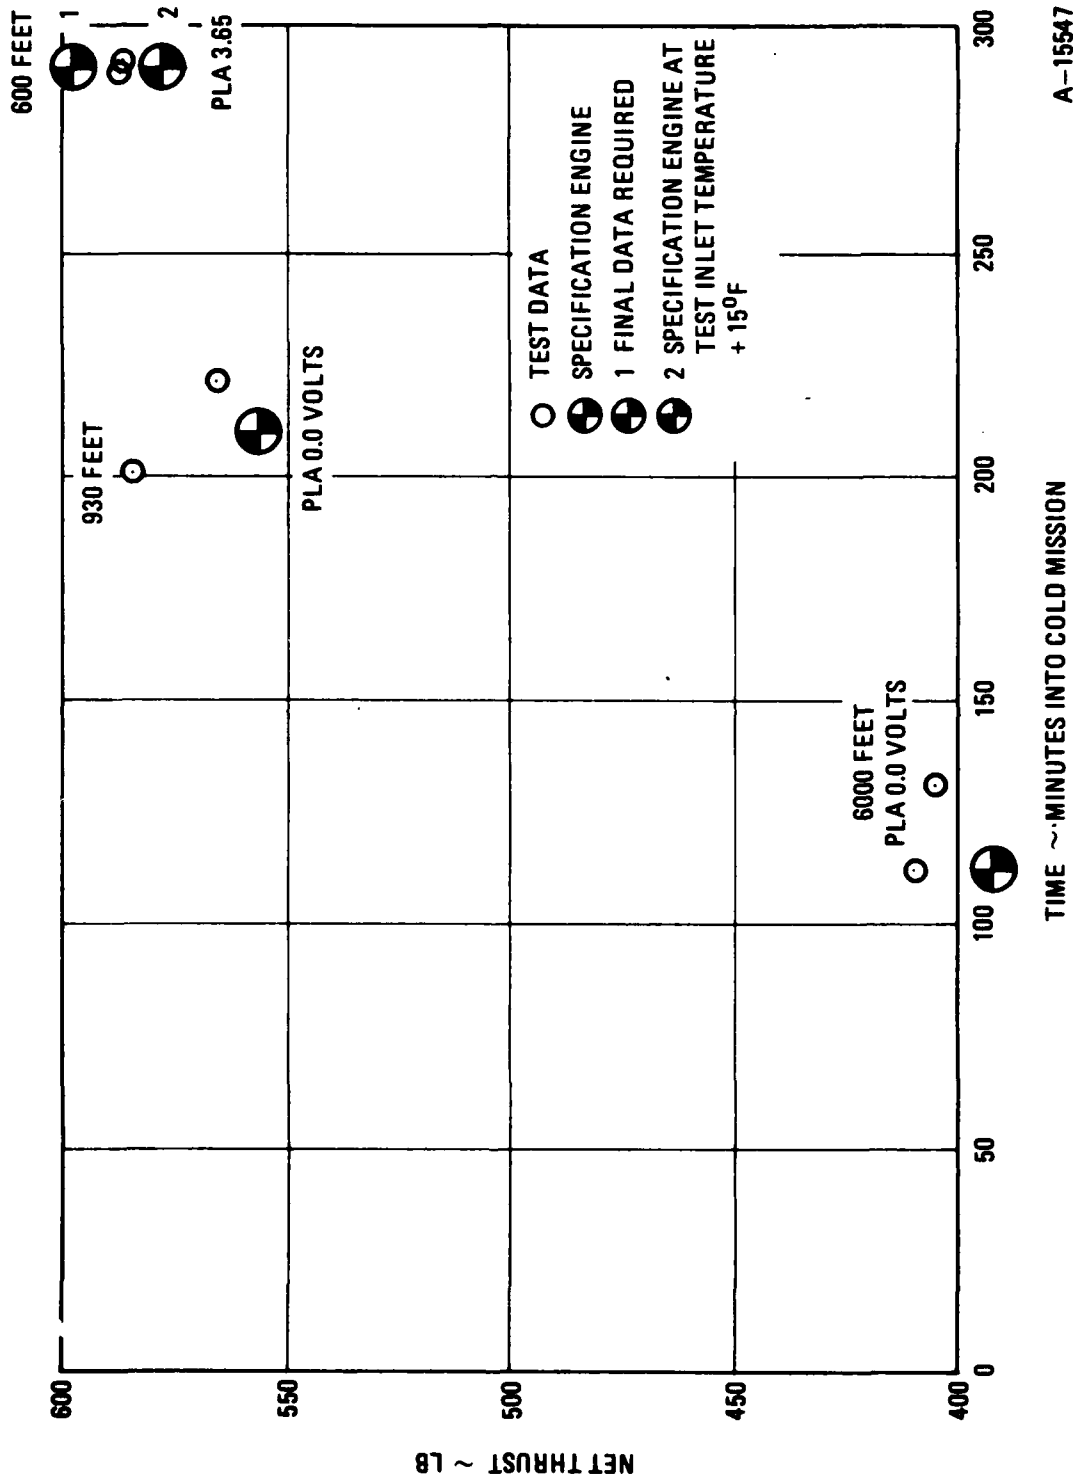 NET THRUST ~ LB
600
550
500
450
400
0
50
100
150
200
250
300
TIME ~ MINUTES INTO COLD MISSION
600 FEET
1
2
PLA 3.65
930 FEET
PLA 0.0 VOLTS
6000 FEET
PLA 0.0 VOLTS
TEST DATA
SPECIFICATION ENGINE
1 FINAL DATA REQUIRED
2 SPECIFICATION ENGINE AT
TEST INLET TEMPERATURE
+ 15⁰F
A-15547